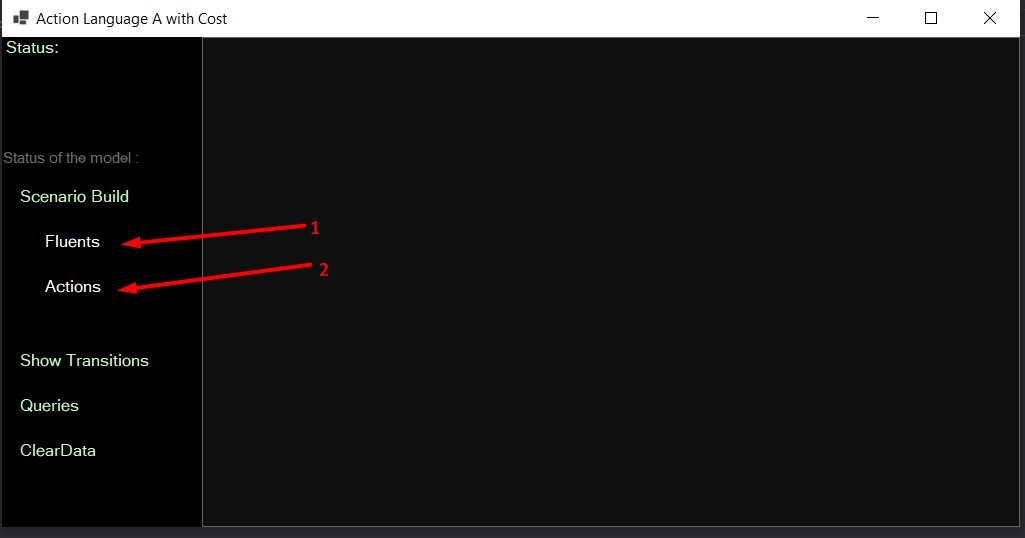 Action Language A with Cost
Status:
Status of the model :
Scenario Build
Fluents
1
Actions
2
Show Transitions
Queries
ClearData